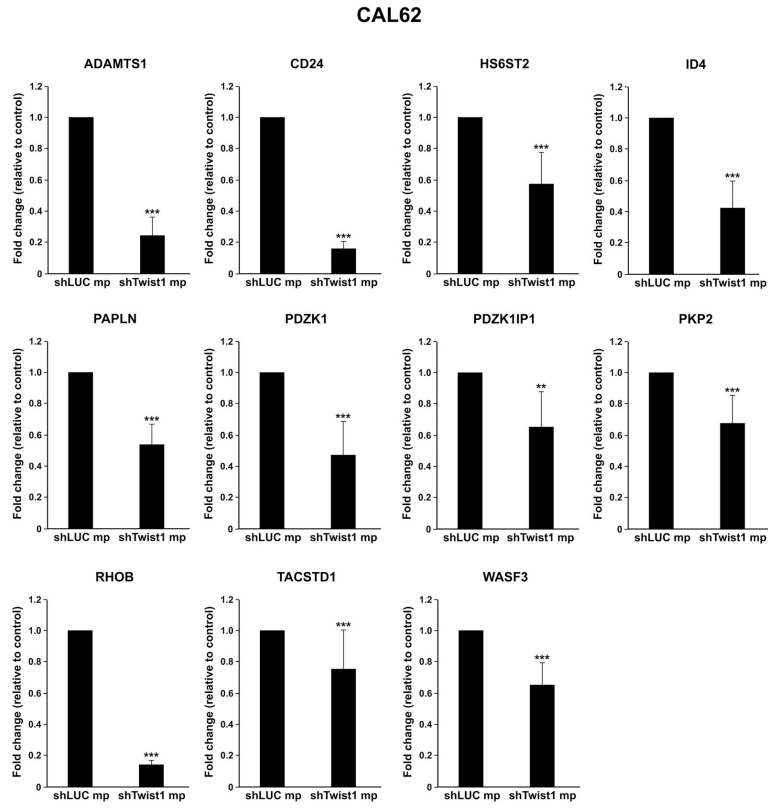 CAL62
ADAMTS1
Fold change (relative to control)
1.2
1.0
0.8
0.6
0.4
0.2
0
***
shLUC mp shTwist1 mp
CD24
Fold change (relative to control)
1.2
1.0
0.8
0.6
0.4
0.2
0
***
shLUC mp shTwist1 mp
HS6ST2
Fold change (relative to control)
1.2
1.0
0.8
0.6
0.4
0.2
0
***
shLUC mp shTwist1 mp
ID4
Fold change (relative to control)
1.2
1.0
0.8
0.6
0.4
0.2
0
***
shLUC mp shTwist1 mp
PAPLN
Fold change (relative to control)
1.2
1.0
0.8
0.6
0.4
0.2
0
***
shLUC mp shTwist1 mp
PDZK1
Fold change (relative to control)
1.2
1.0
0.8
0.6
0.4
0.2
0
***
shLUC mp shTwist1 mp
PDZK1IP1
Fold change (relative to control)
1.2
1.0
0.8
0.6
0.4
0.2
0
**
shLUC mp shTwist1 mp
PKP2
Fold change (relative to control)
1.2
1.0
0.8
0.6
0.4
0.2
0
***
shLUC mp shTwist1 mp
RHOB
Fold change (relative to control)
1.2
1.0
0.8
0.6
0.4
0.2
0
***
shLUC mp shTwist1 mp
TACSTD1
Fold change (relative to control)
1.2
1.0
0.8
0.6
0.4
0.2
0
***
shLUC mp shTwist1 mp
WASF3
Fold change (relative to control)
1.2
1.0
0.8
0.6
0.4
0.2
0
***
shLUC mp shTwist1 mp